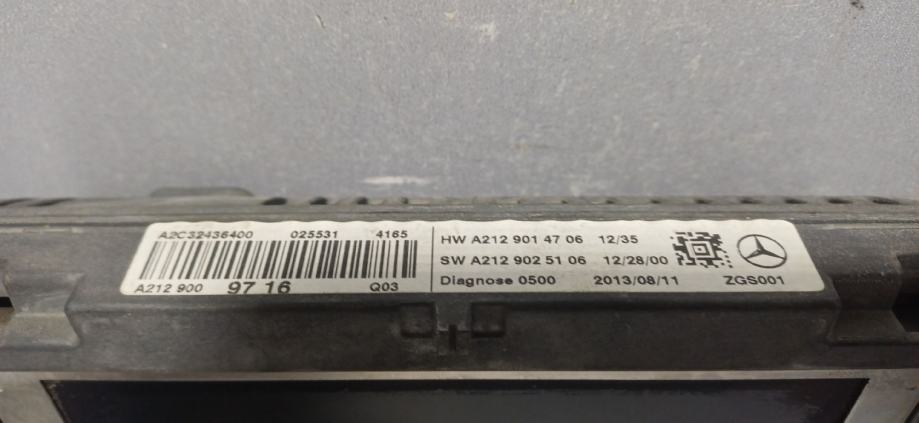 A2C32436400 025531 4165
A212 900 97 16 Q03
HW A212 901 47 06 12/35
SW A212 902 51 06 12/28/00
Diagnose 0500 2013/08/11
ZGS001